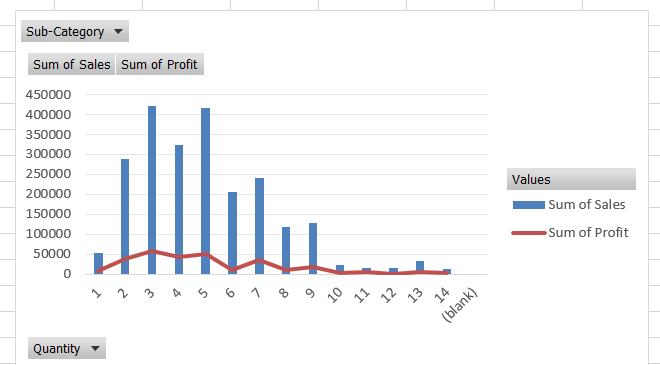 Sub-Category
Sum of Sales Sum of Profit
450000
400000
350000
300000
250000
200000
150000
100000
50000
0
1 2 3 4 5 6 7 8 9 10 11 12 13 14 (blank)
Values
Sum of Sales
Sum of Profit
Quantity